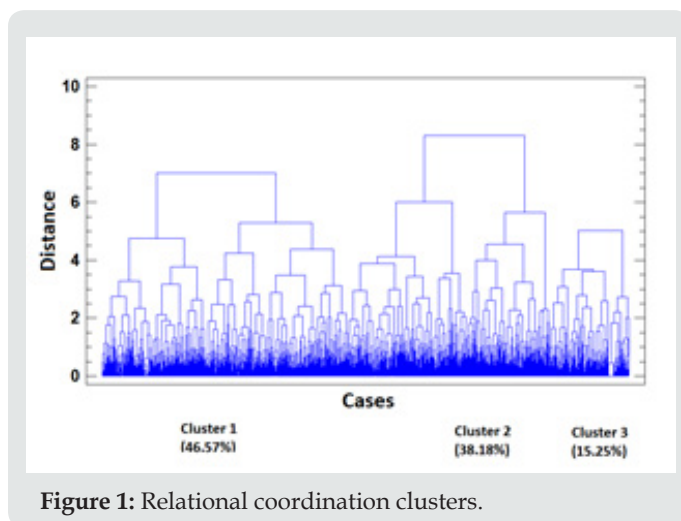 10
8
6
4
2
0
Distance
Cases
Cluster 1
(46.57%)
Cluster 2
(38.18%)
Cluster 3
(15.25%)
Figure 1: Relational coordination clusters.